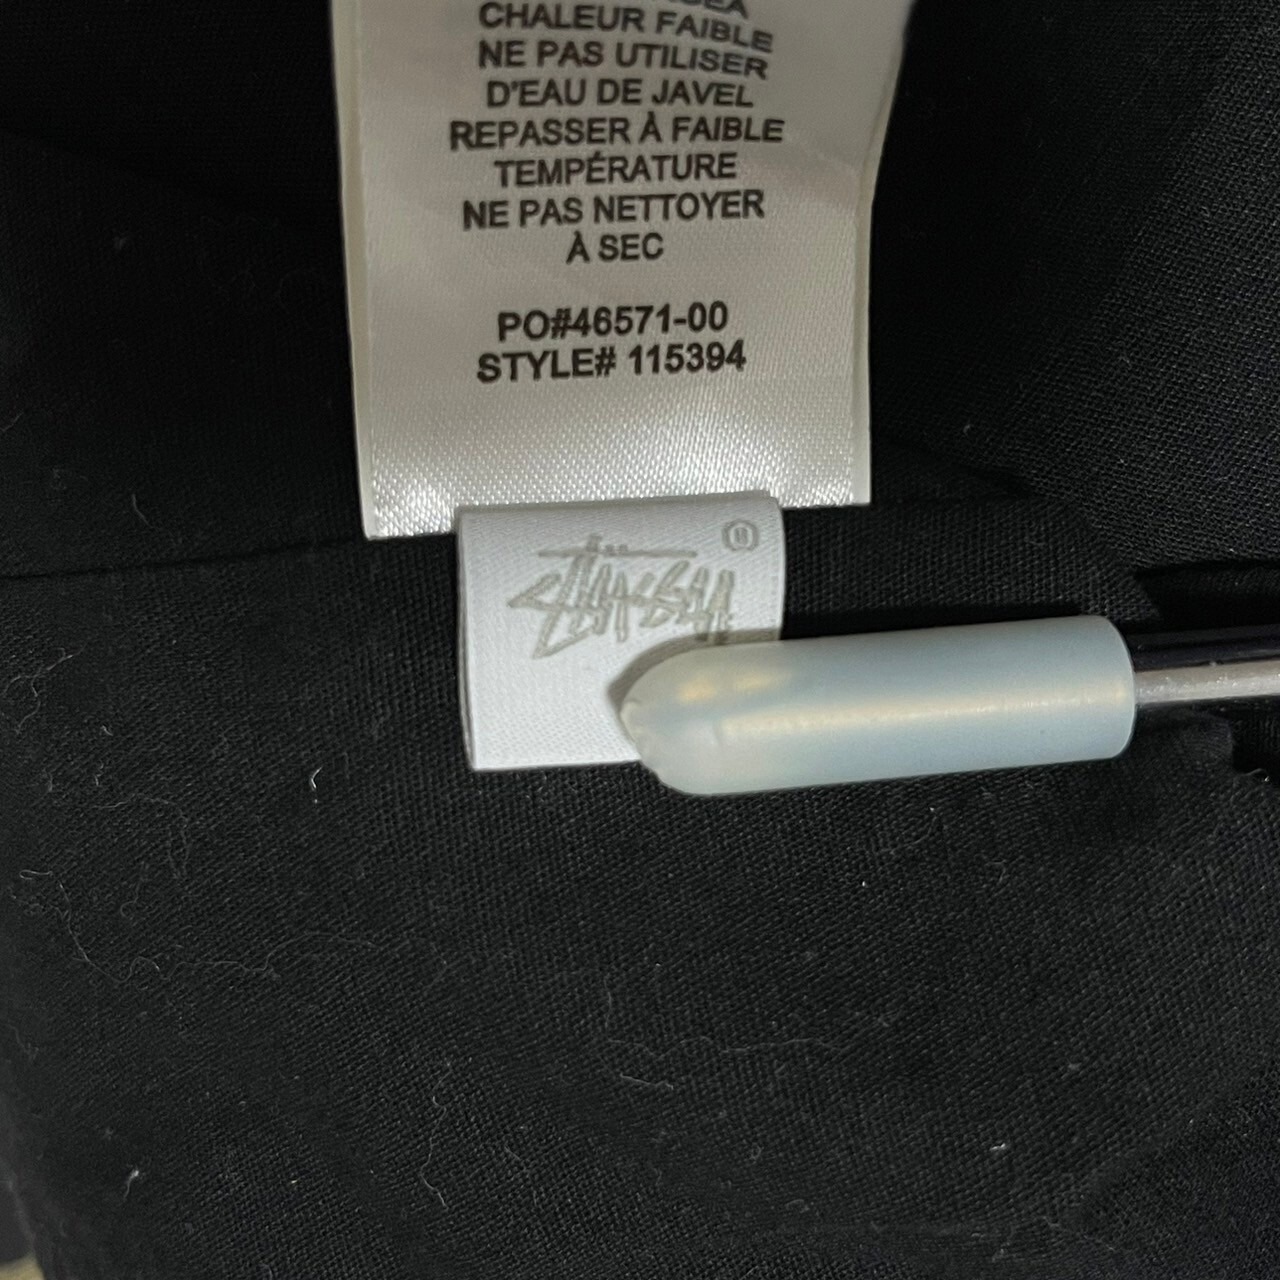 CHALEUR FAIBLE
NE PAS UTILISER
D'EAU DE JAVEL
REPASSER À FAIBLE
TEMPÉRATURE
NE PAS NETTOYER
À SEC
PO#46571-00
STYLE# 115394
Stüssy